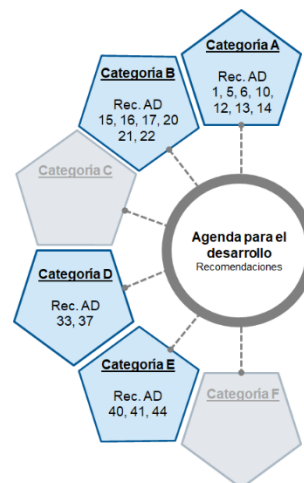 Categoría A
Rec. AD
1, 5, 6, 10,
12, 13, 14
Categoría B
Rec. AD
15, 16, 17, 20
21, 22
Categoría C
Agenda para el
desarrollo
Recomendaciones
Categoría D
Rec. AD
33, 37
Categoría E
Rec. AD
40, 41, 44
Categoría F